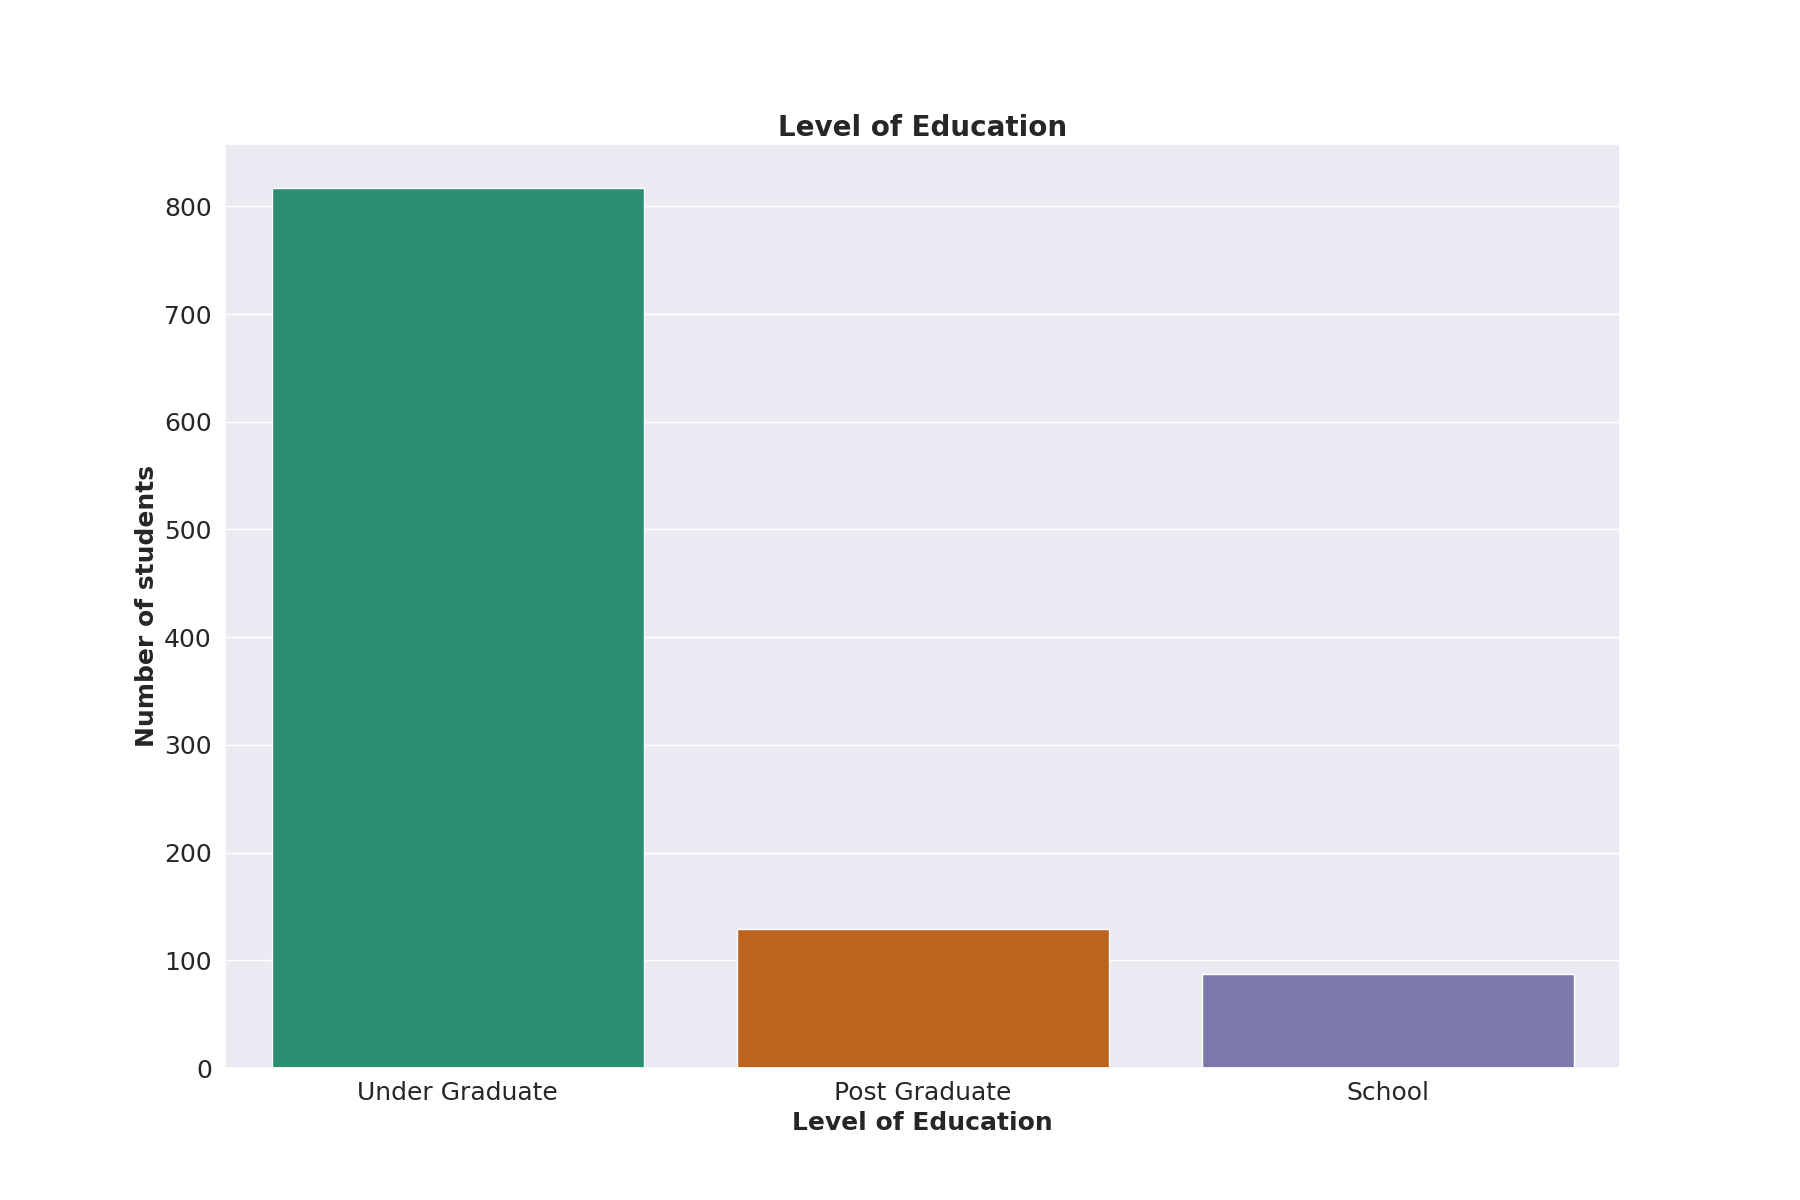 Level of Education
800
700
600
500
400
300
200
100
0
Number of students
Under Graduate Post Graduate School
Level of Education